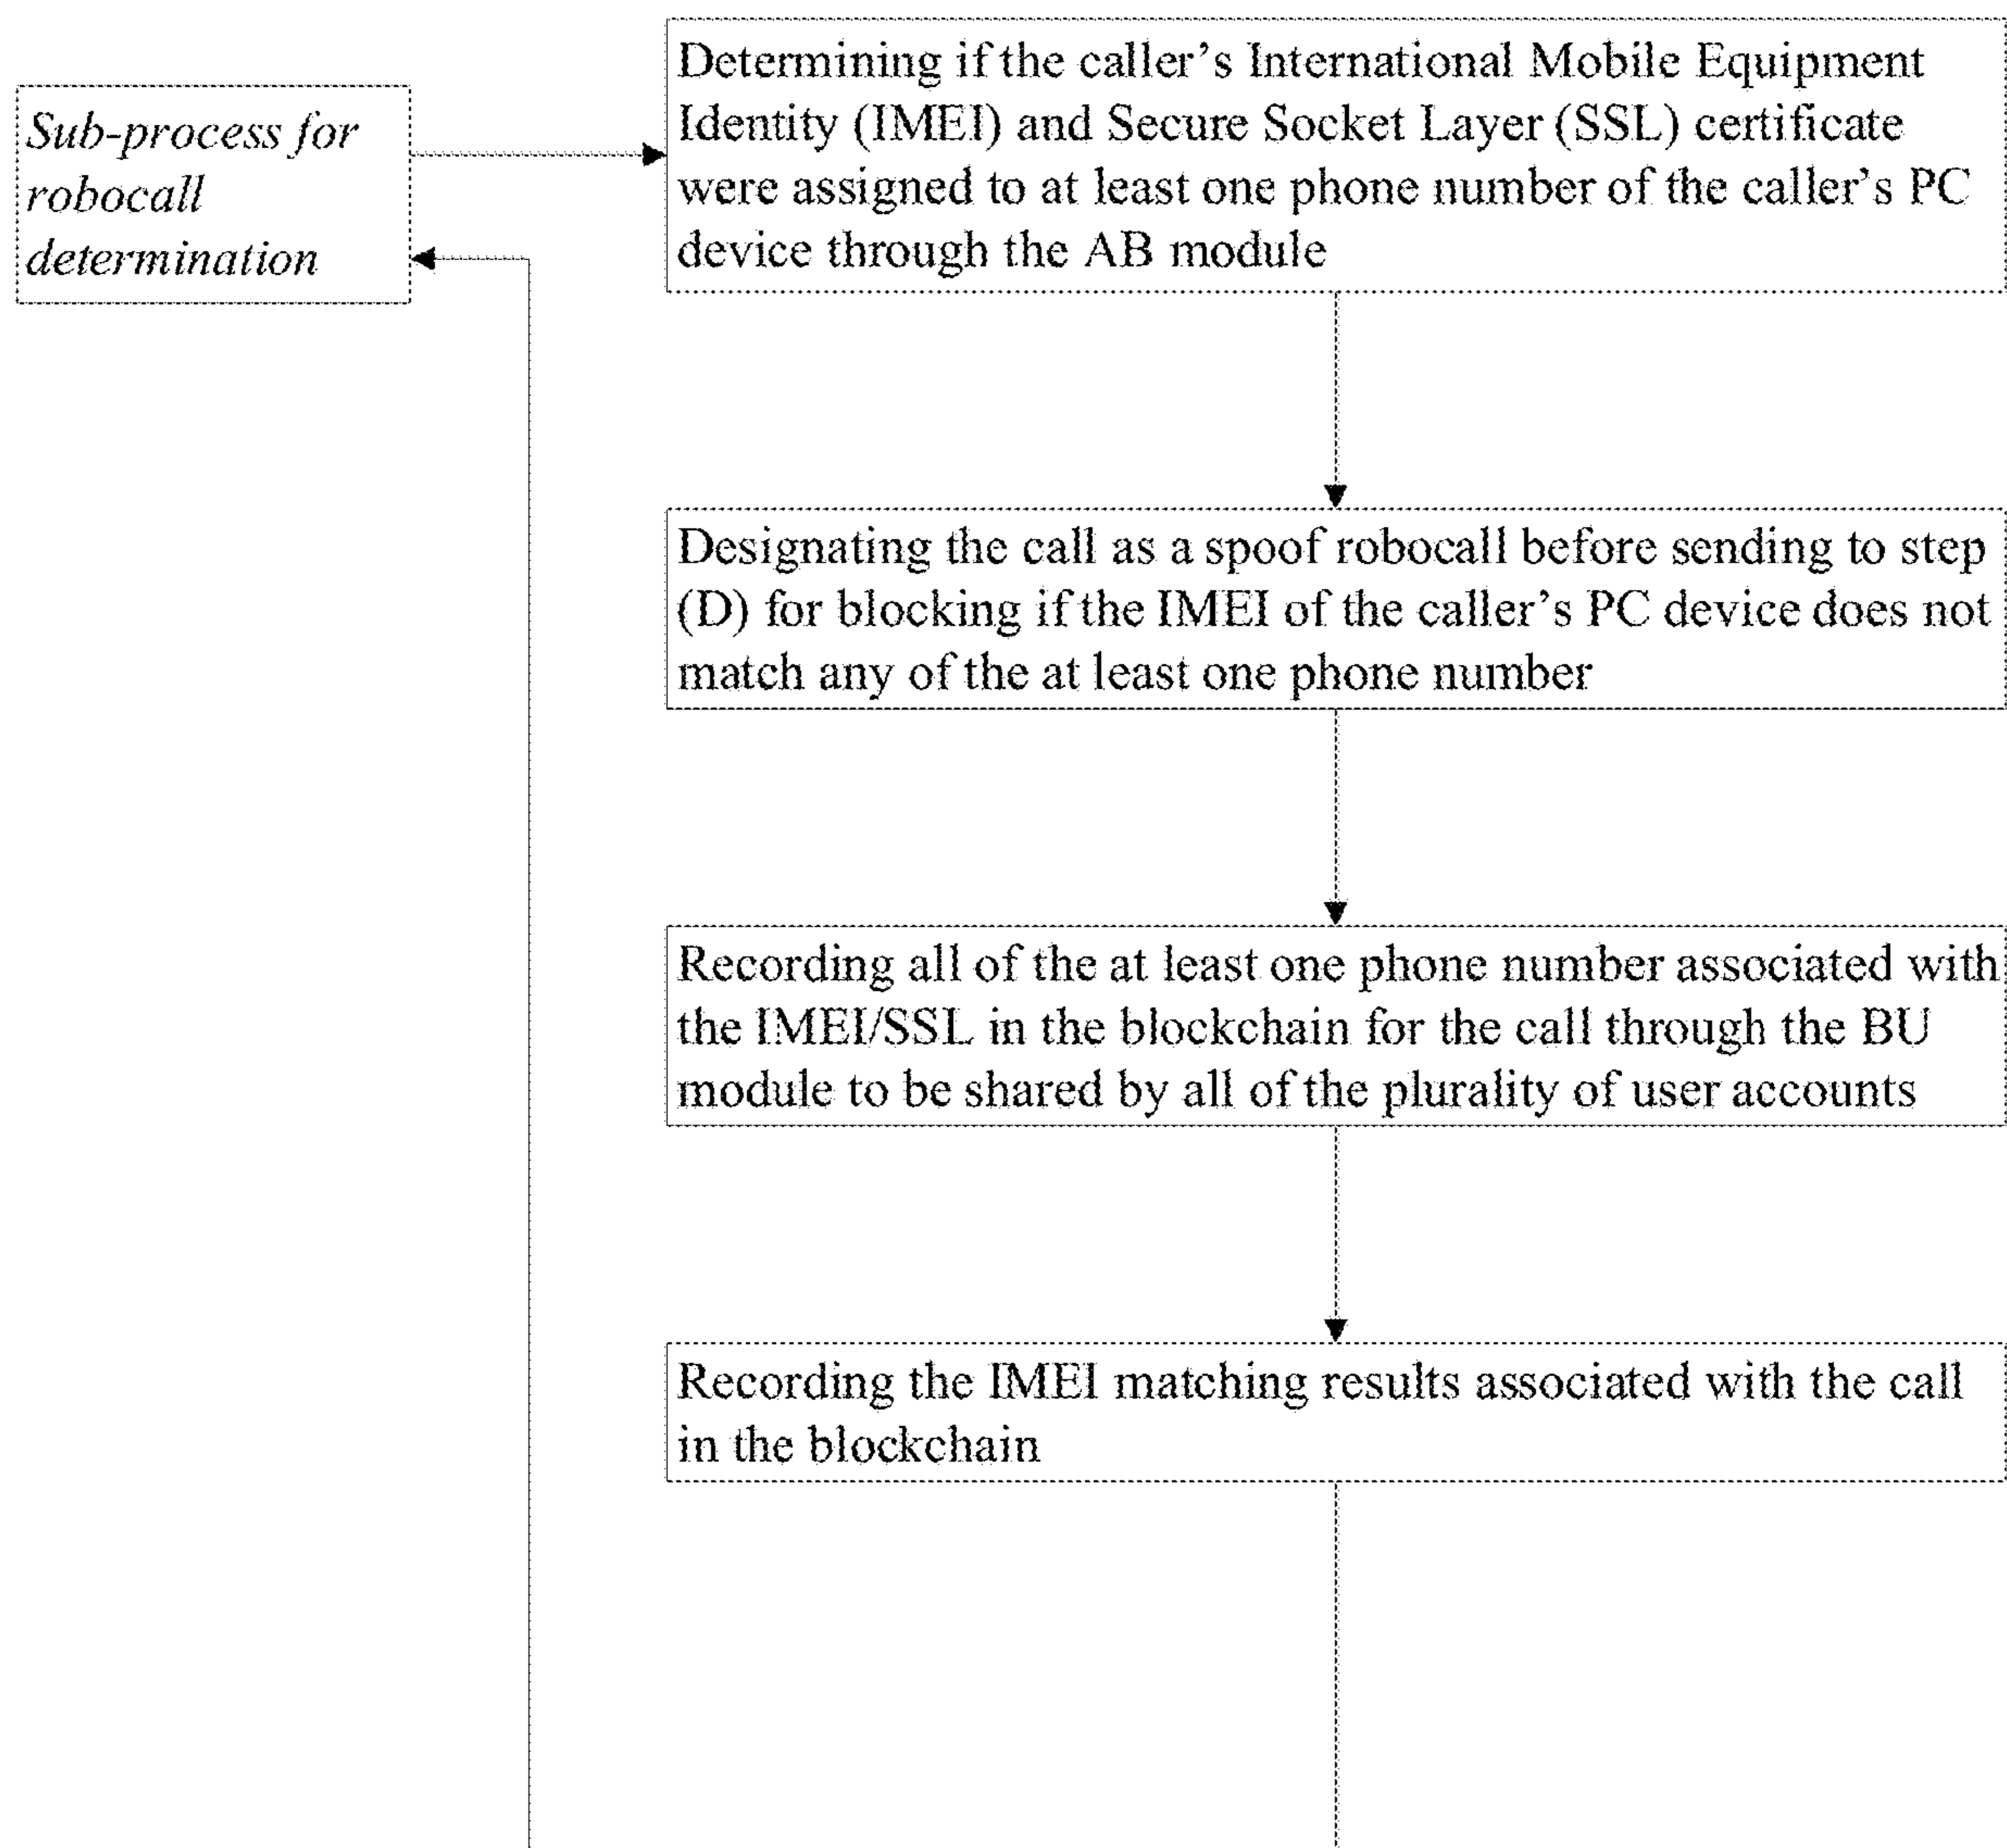 Sub-process for
robocall
determination
Determining if the caller's International Mobile Equipment
Identity (IMEI) and Secure Socket Layer (SSL) certificate
were assigned to at least one phone number of the caller's PC
device through the AB module
Designating the call as a spoof robocall before sending to step
(D) for blocking if the IMEI of the caller's PC device does not
match any of the at least one phone number
Recording all of the at least one phone number associated with
the IMEI/SSL in the blockchain for the call through the BU
module to be shared by all of the plurality of user accounts
Recording the IMEI matching results associated with the call
in the blockchain